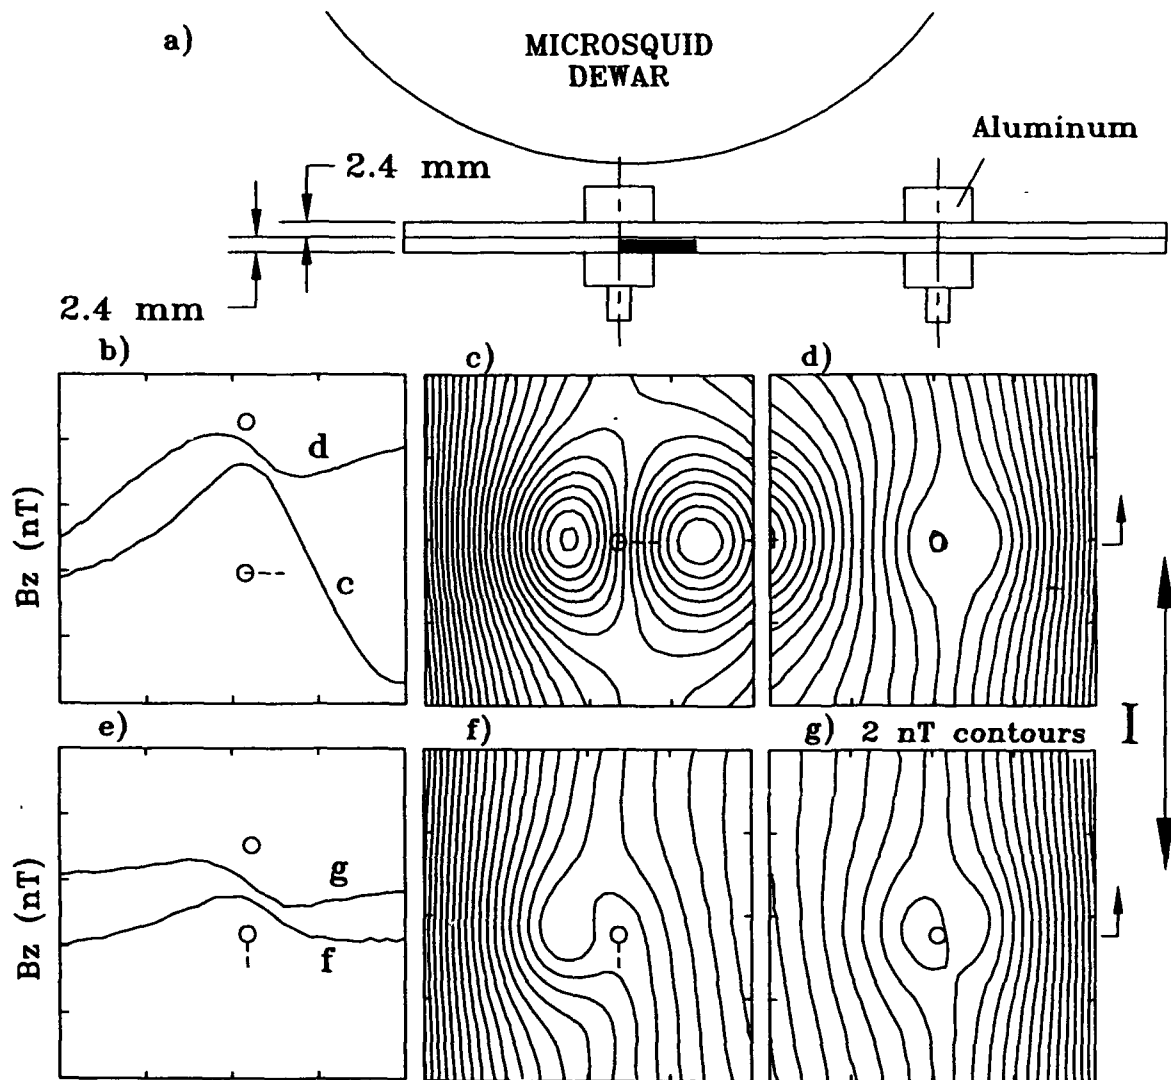 a)
MICROSQUID
DEWAR
Aluminum
2.4 mm
2.4 mm
b)
c)
d)
Bz (nT)
d
c
e)
f)
g) 2 nT contours
I
Bz (nT)
g
f